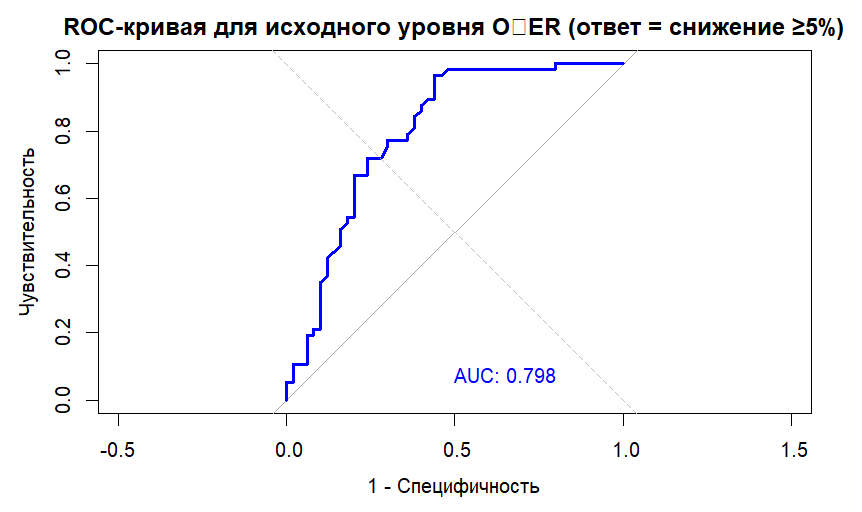 ROC-кривая для исходного уровня O▯ER (ответ = снижение ≥5%)
Чувствительность
1.0
0.8
0.6
0.4
0.2
0.0
AUC: 0.798
-0.5
0.0
0.5
1.0
1.5
1 - Специфичность